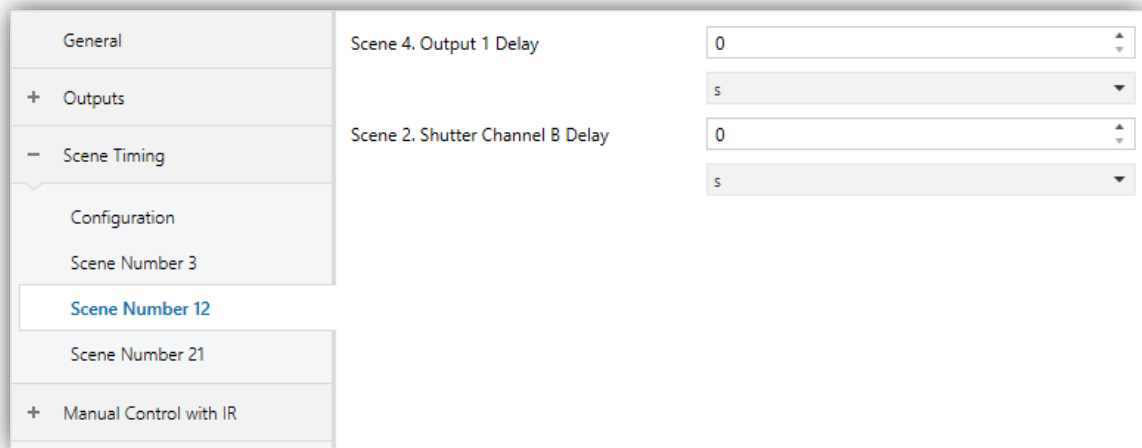 General
Outputs
Scene Timing
Configuration
Scene Number 3
Scene Number 12
Scene Number 21
Manual Control with IR
Scene 4. Output 1 Delay
0
s
Scene 2. Shutter Channel B Delay
0
s